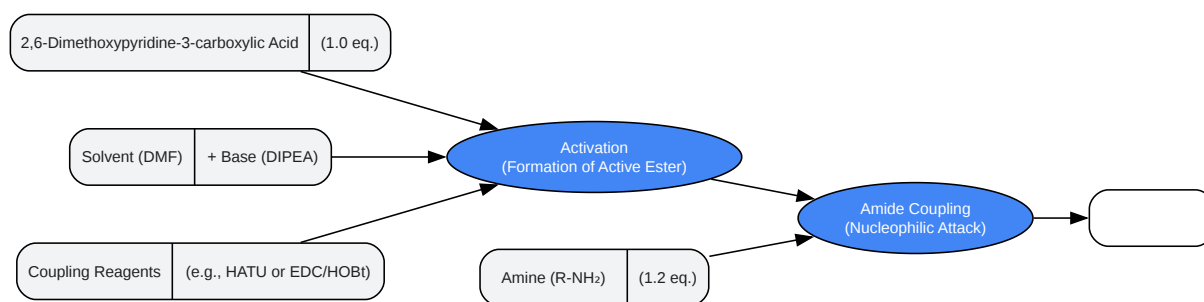 2,6-Dimethoxypyridine-3-carboxylic Acid (1.0 eq.)
Solvent (DMF) + Base (DIPEA)
Activation
(Formation of Active Ester)
Coupling Reagents (e.g., HATU or EDC/HOBt)
Amine (R-NH₂) (1.2 eq.)
Amide Coupling
(Nucleophilic Attack)